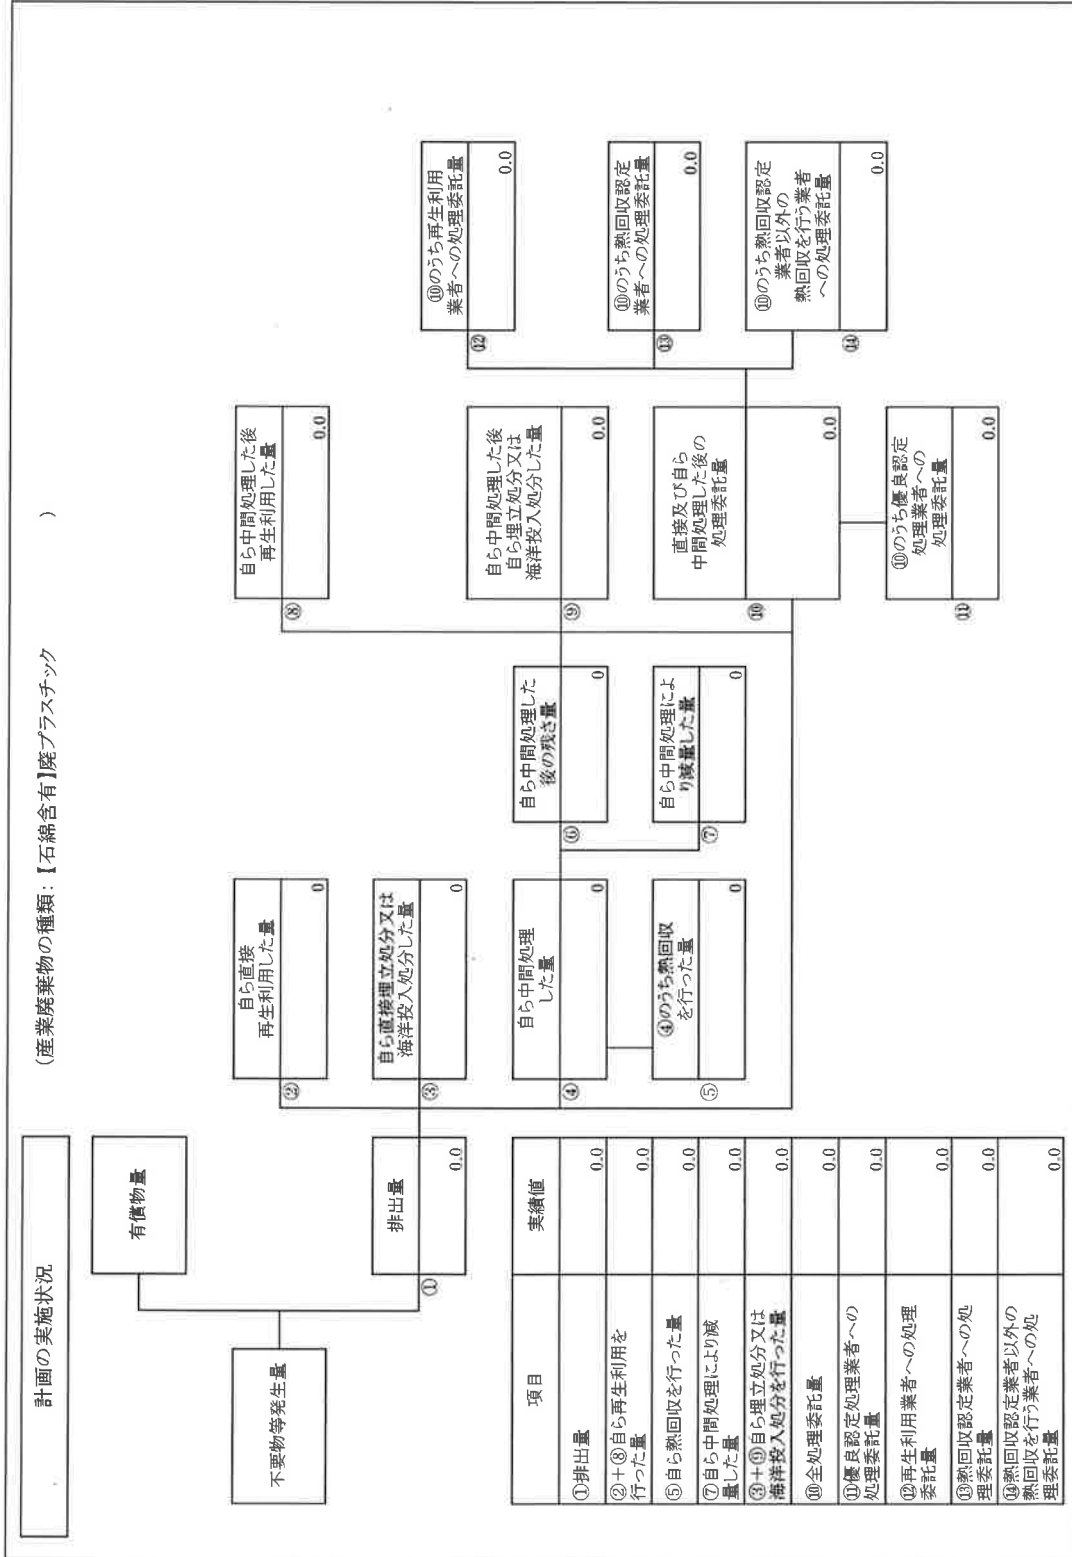 計画の実施状況
(産業廃棄物の種類:【石綿含有】廃プラスチック )
不要物等発生量
有償物量
①
排出量
0.0
②
自ら直接
再生利用した量
0
③
自ら直接埋立処分又は
海洋投入処分した量
0
④
自ら中間処理
した量
0
⑤
④のうち熱回収
を行った量
0
⑥
自ら中間処理した
後の残さ量
0
⑦
自ら中間処理によ
り減量した量
0
⑧
自ら中間処理した後
再生利用した量
0.0
⑨
自ら中間処理した後
自ら埋立処分又は
海洋投入処分した量
0.0
⑩
直接及び自ら
中間処理した後の
処理委託量
0.0
⑪
⑩のうち優良認定
処理業者への
処理委託量
0.0
⑫
⑩のうち再生利用
業者への処理委託量
0.0
⑬
⑩のうち熱回収認定
業者への処理委託量
0.0
⑭
⑩のうち熱回収認定
業者以外の
熱回収を行う業者
への処理委託量
0.0
項目 実績値
①排出量 0.0
②+⑧自ら再生利用を
行った量 0.0
⑤自ら熱回収を行った量 0.0
⑦自ら中間処理により減
量した量 0.0
③+⑨自ら埋立処分又は
海洋投入処分を行った量 0.0
⑩全処理委託量 0.0
⑪優良認定処理業者への
処理委託量 0.0
⑫再生利用業者への処理
委託量 0.0
⑬熱回収認定業者への処
理委託量 0.0
⑭熱回収認定業者以外の
熱回収を行う業者への処
理委託量 0.0